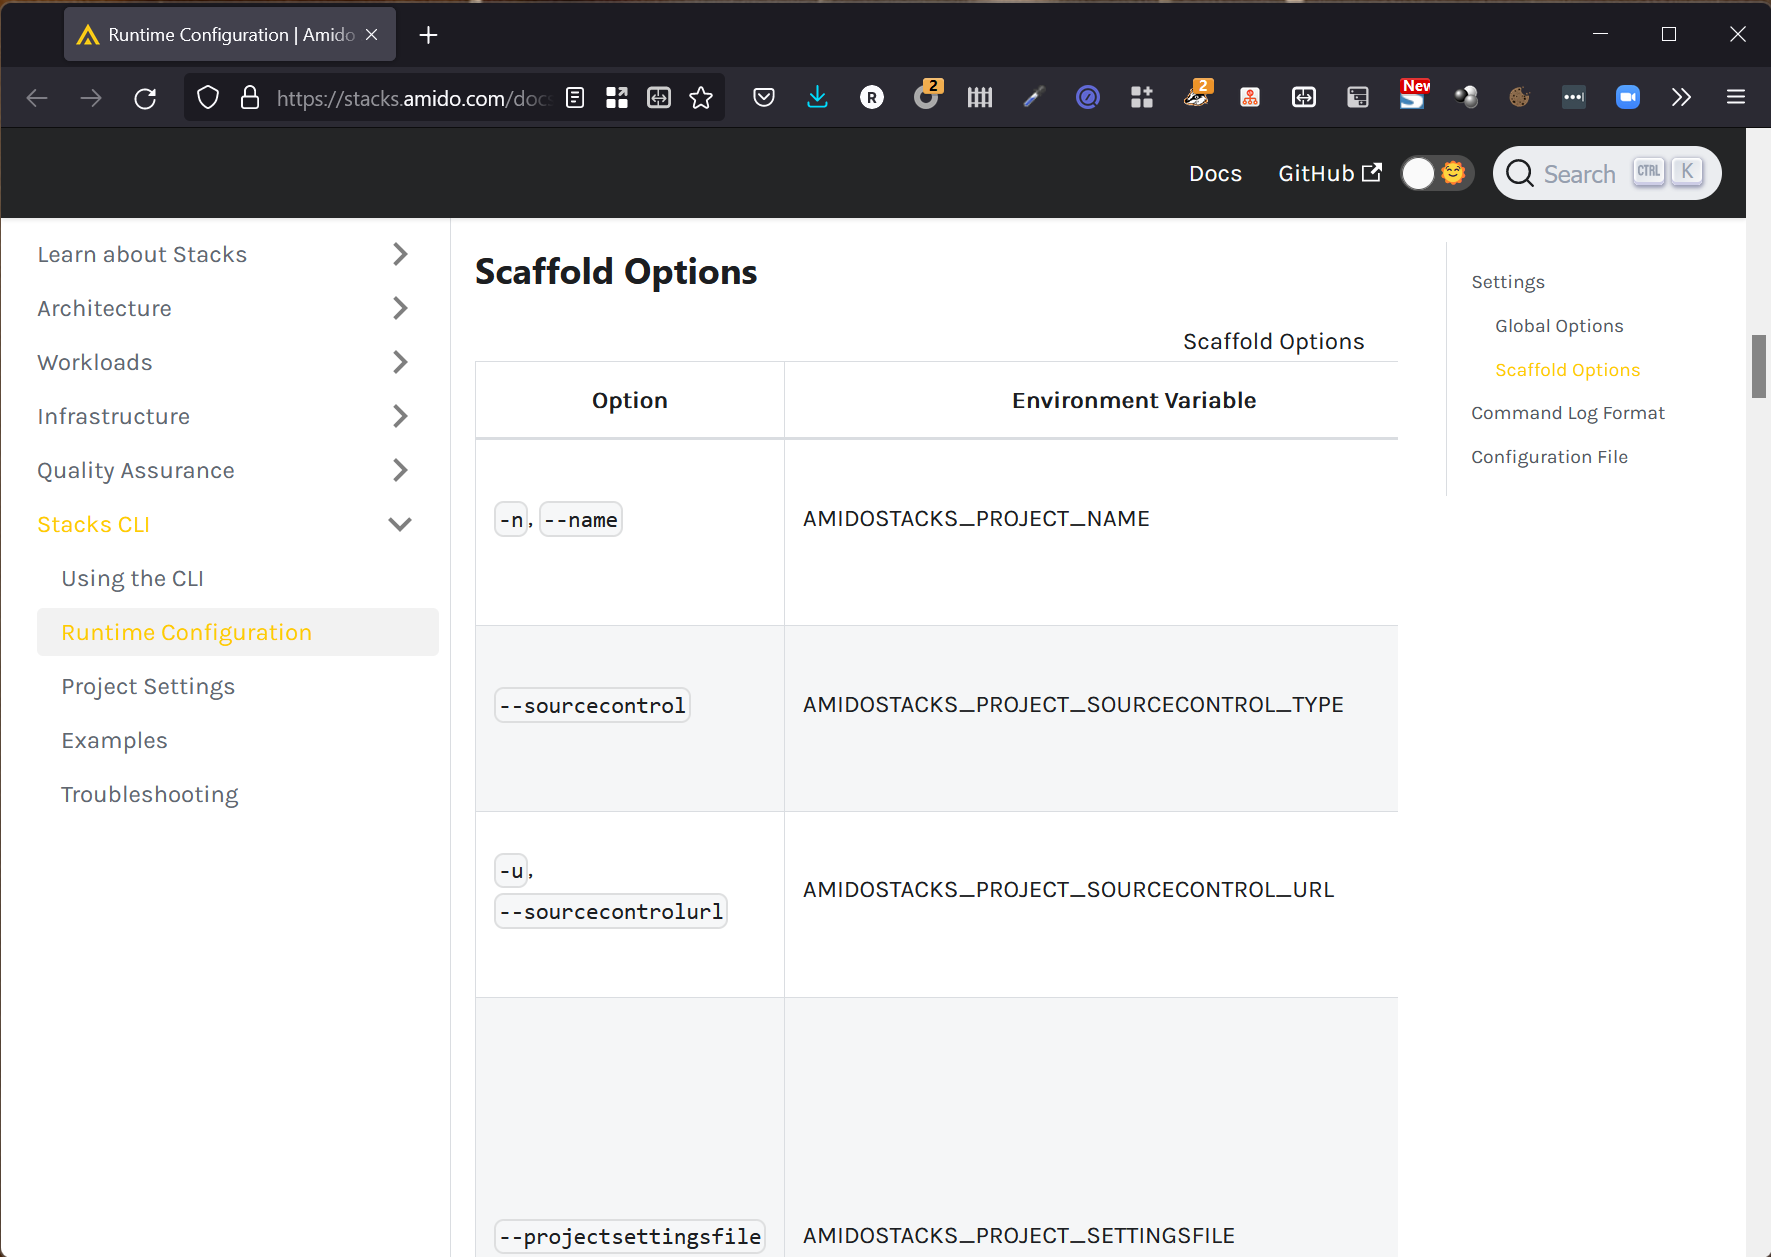 Runtime Configuration | Amido
https://stacks.amido.com/docs
R
2
2
New
Docs
GitHub
Search
CTRL
K
Learn about Stacks
Architecture
Workloads
Infrastructure
Quality Assurance
Stacks CLI
Using the CLI
Runtime Configuration
Project Settings
Examples
Troubleshooting
Scaffold Options
Scaffold Options
Option Environment Variable
-n, --name AMIDOSTACKS_PROJECT_NAME
--sourcecontrol AMIDOSTACKS_PROJECT_SOURCECONTROL_TYPE
-u,
--sourcecontrolurl AMIDOSTACKS_PROJECT_SOURCECONTROL_URL
--projectsettingsfile AMIDOSTACKS_PROJECT_SETTINGSFILE
Settings
Global Options
Scaffold Options
Command Log Format
Configuration File